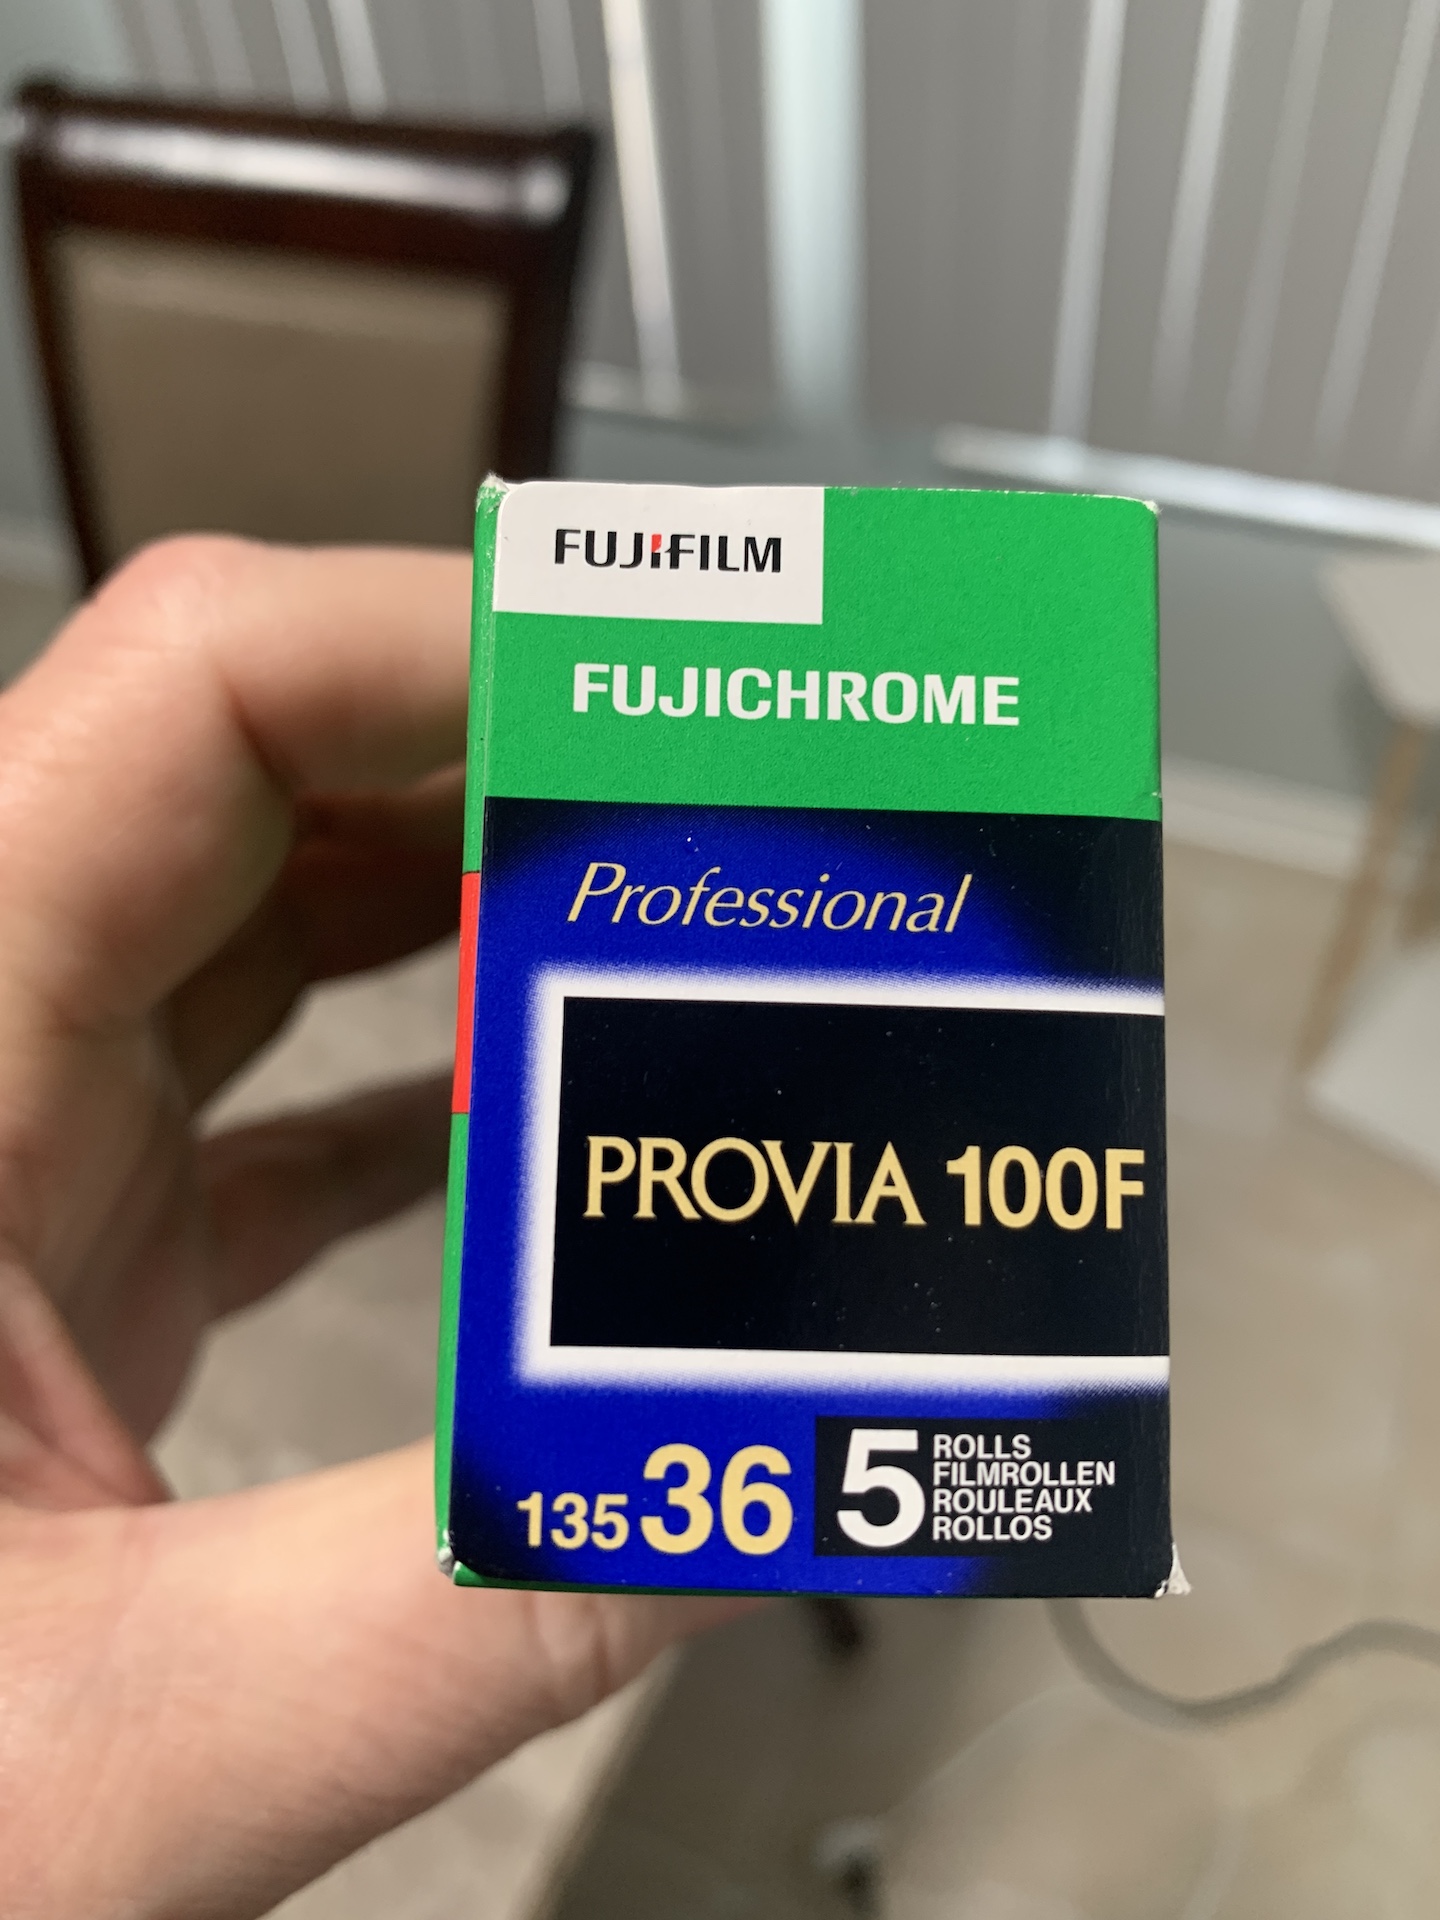 FUJIFILM
FUJICHROME
Professional
PROVIA 100F
135 36 5 ROLLS
FILMROLLEN
ROULEAUX
ROLLOS